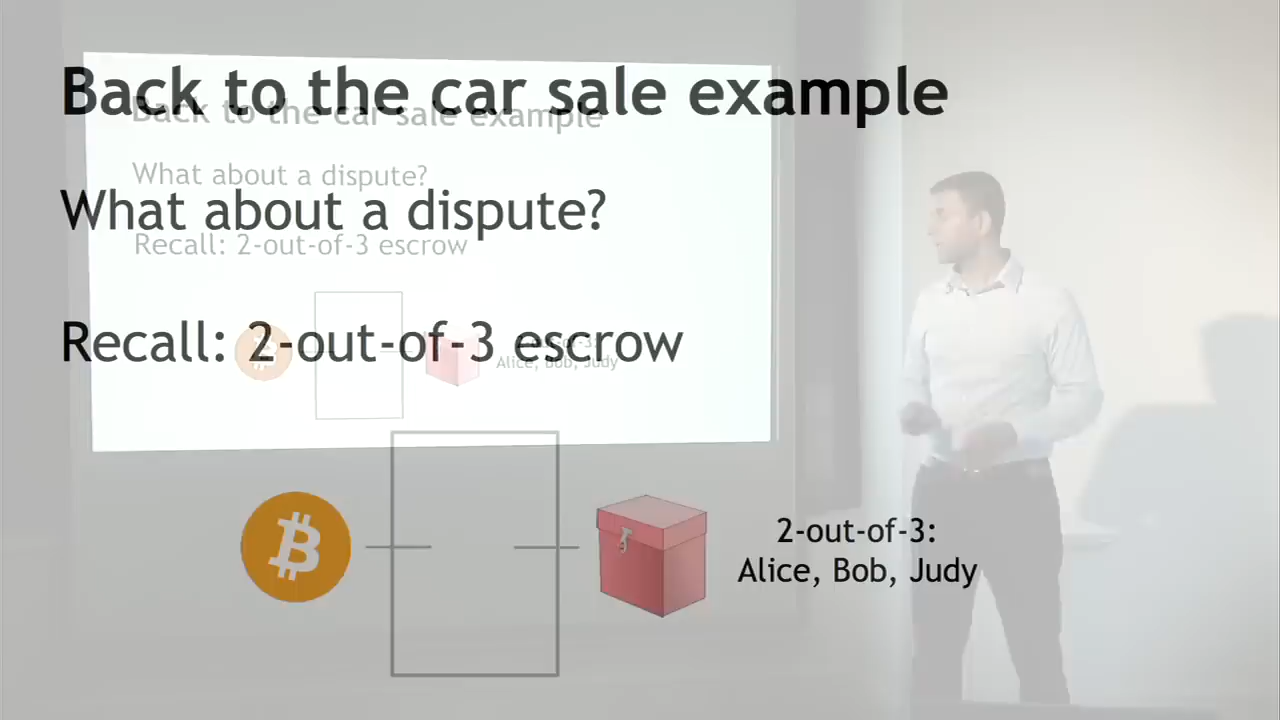 Back to the car sale example
What about a dispute?
Recall: 2-out-of-3 escrow
2-out-of-3:
Alice, Bob, Judy
Back to the car sale example
What about a dispute?
Recall: 2-out-of-3 escrow
Alice, Bob, Judy